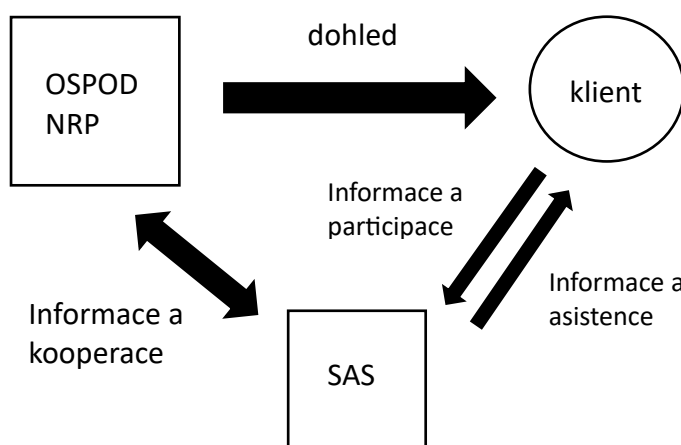 dohled
OSPOD
NRP
klient
Informace a
participace
Informace a
asistence
Informace a
kooperace
SAS